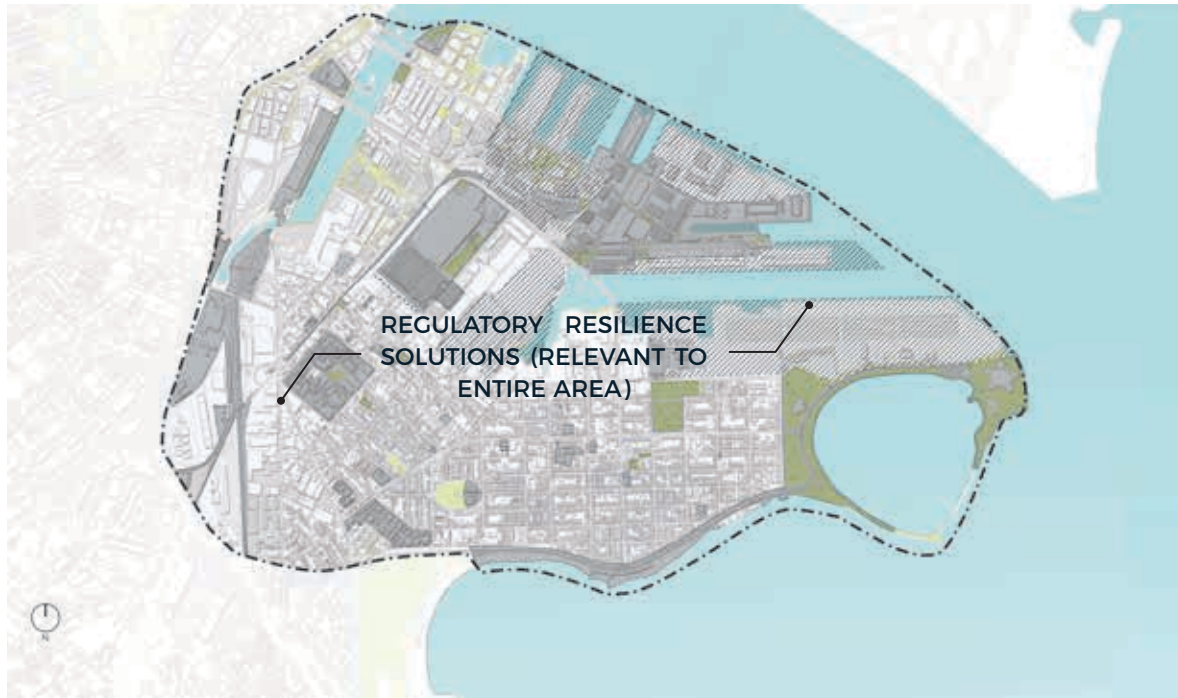 REGULATORY RESILIENCE
SOLUTIONS (RELEVANT TO
ENTIRE AREA)
N